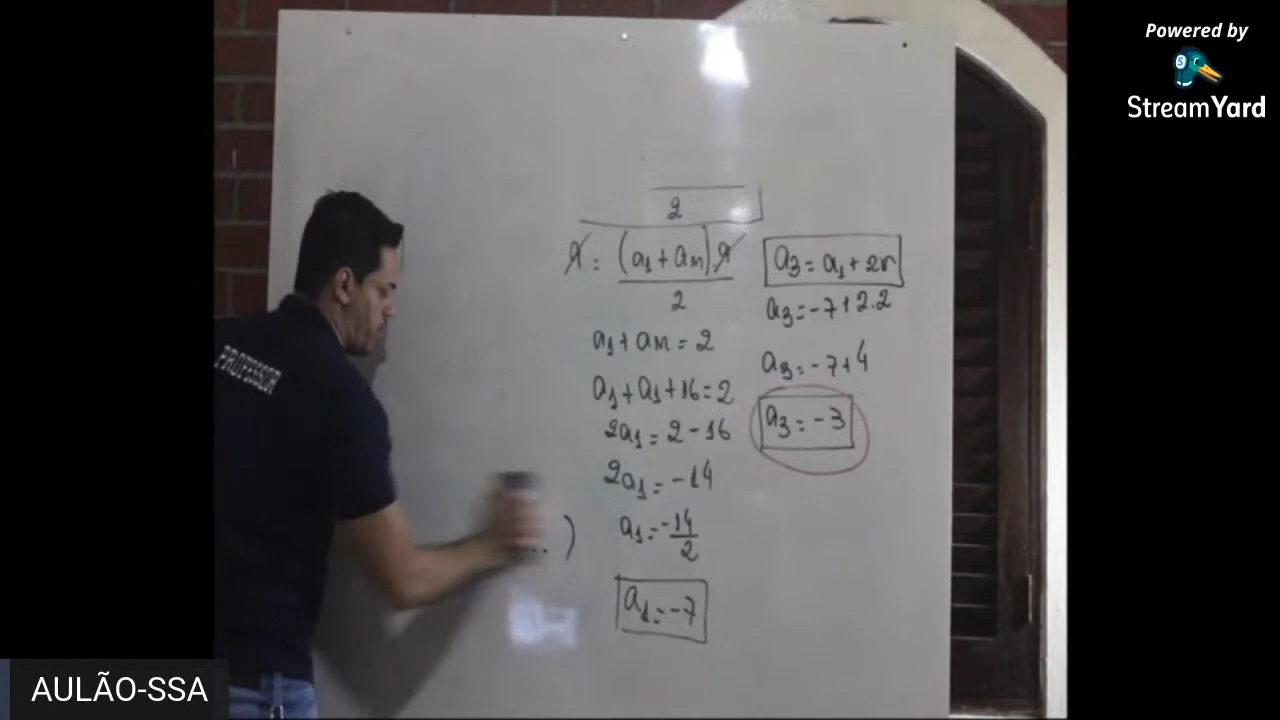 Powered by
StreamYard
PROFESSOR
2
n = (a₁ + an).n
2
a₁ + an = 2
a₁ + a₁ + 16 = 2
2a₁ = 2 - 16
2a₁ = -14
a₁ = -14
2
a₁ = -7
a₃ = a₁ + 2r
a₃ = -7 + 2.2
a₃ = -7 + 4
a₃ = -3
... )
AULÃO-SSA